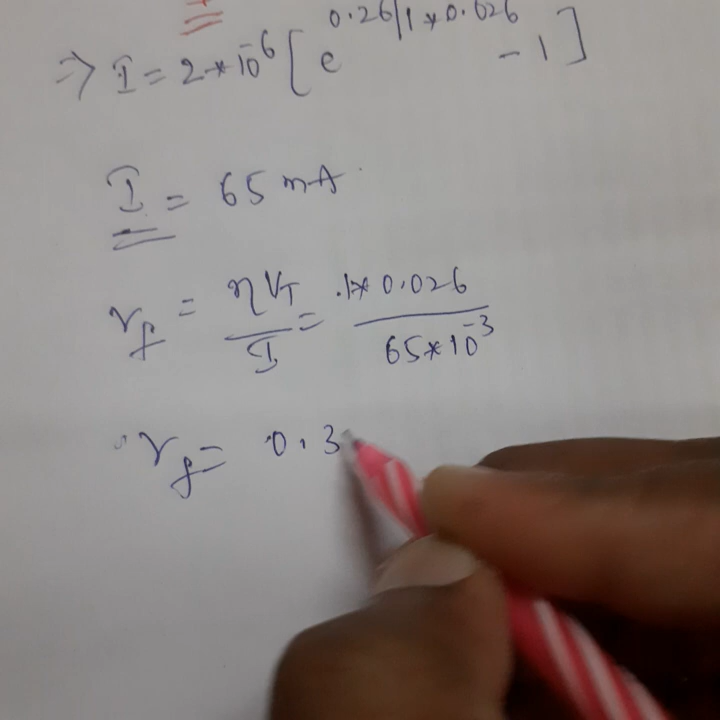 ⇒ I = 2*10^-6 [e^0.26/1*0.026 - 1]
I = 65 mA
r_f = ηV_T/I = .1*0.026/65*10^-3
r_f = 0.3